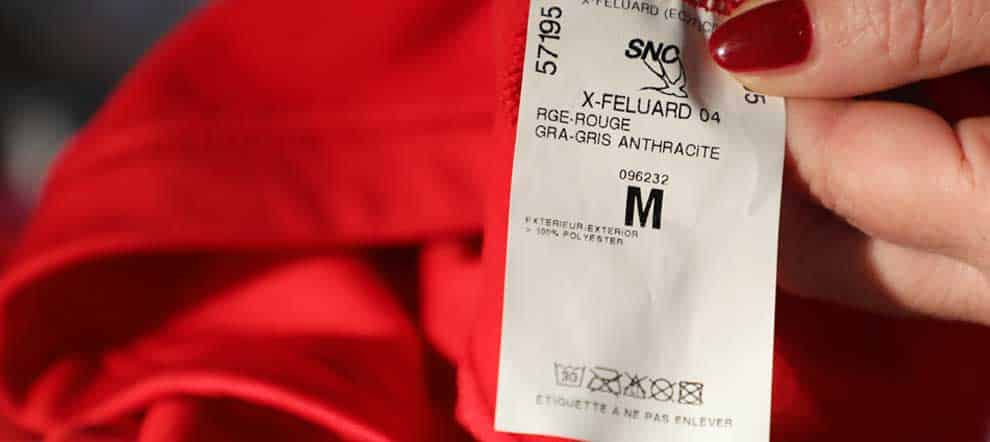 57195
X-FELUARD
SNC
X-FELUARD 04
RGE-ROUGE
GRA-GRIS ANTHRACITE
096232
M
EXTERIEUR/EXTERIOR
> 100% POLYESTER
30
ETIQUETTE À NE PAS ENLEVER